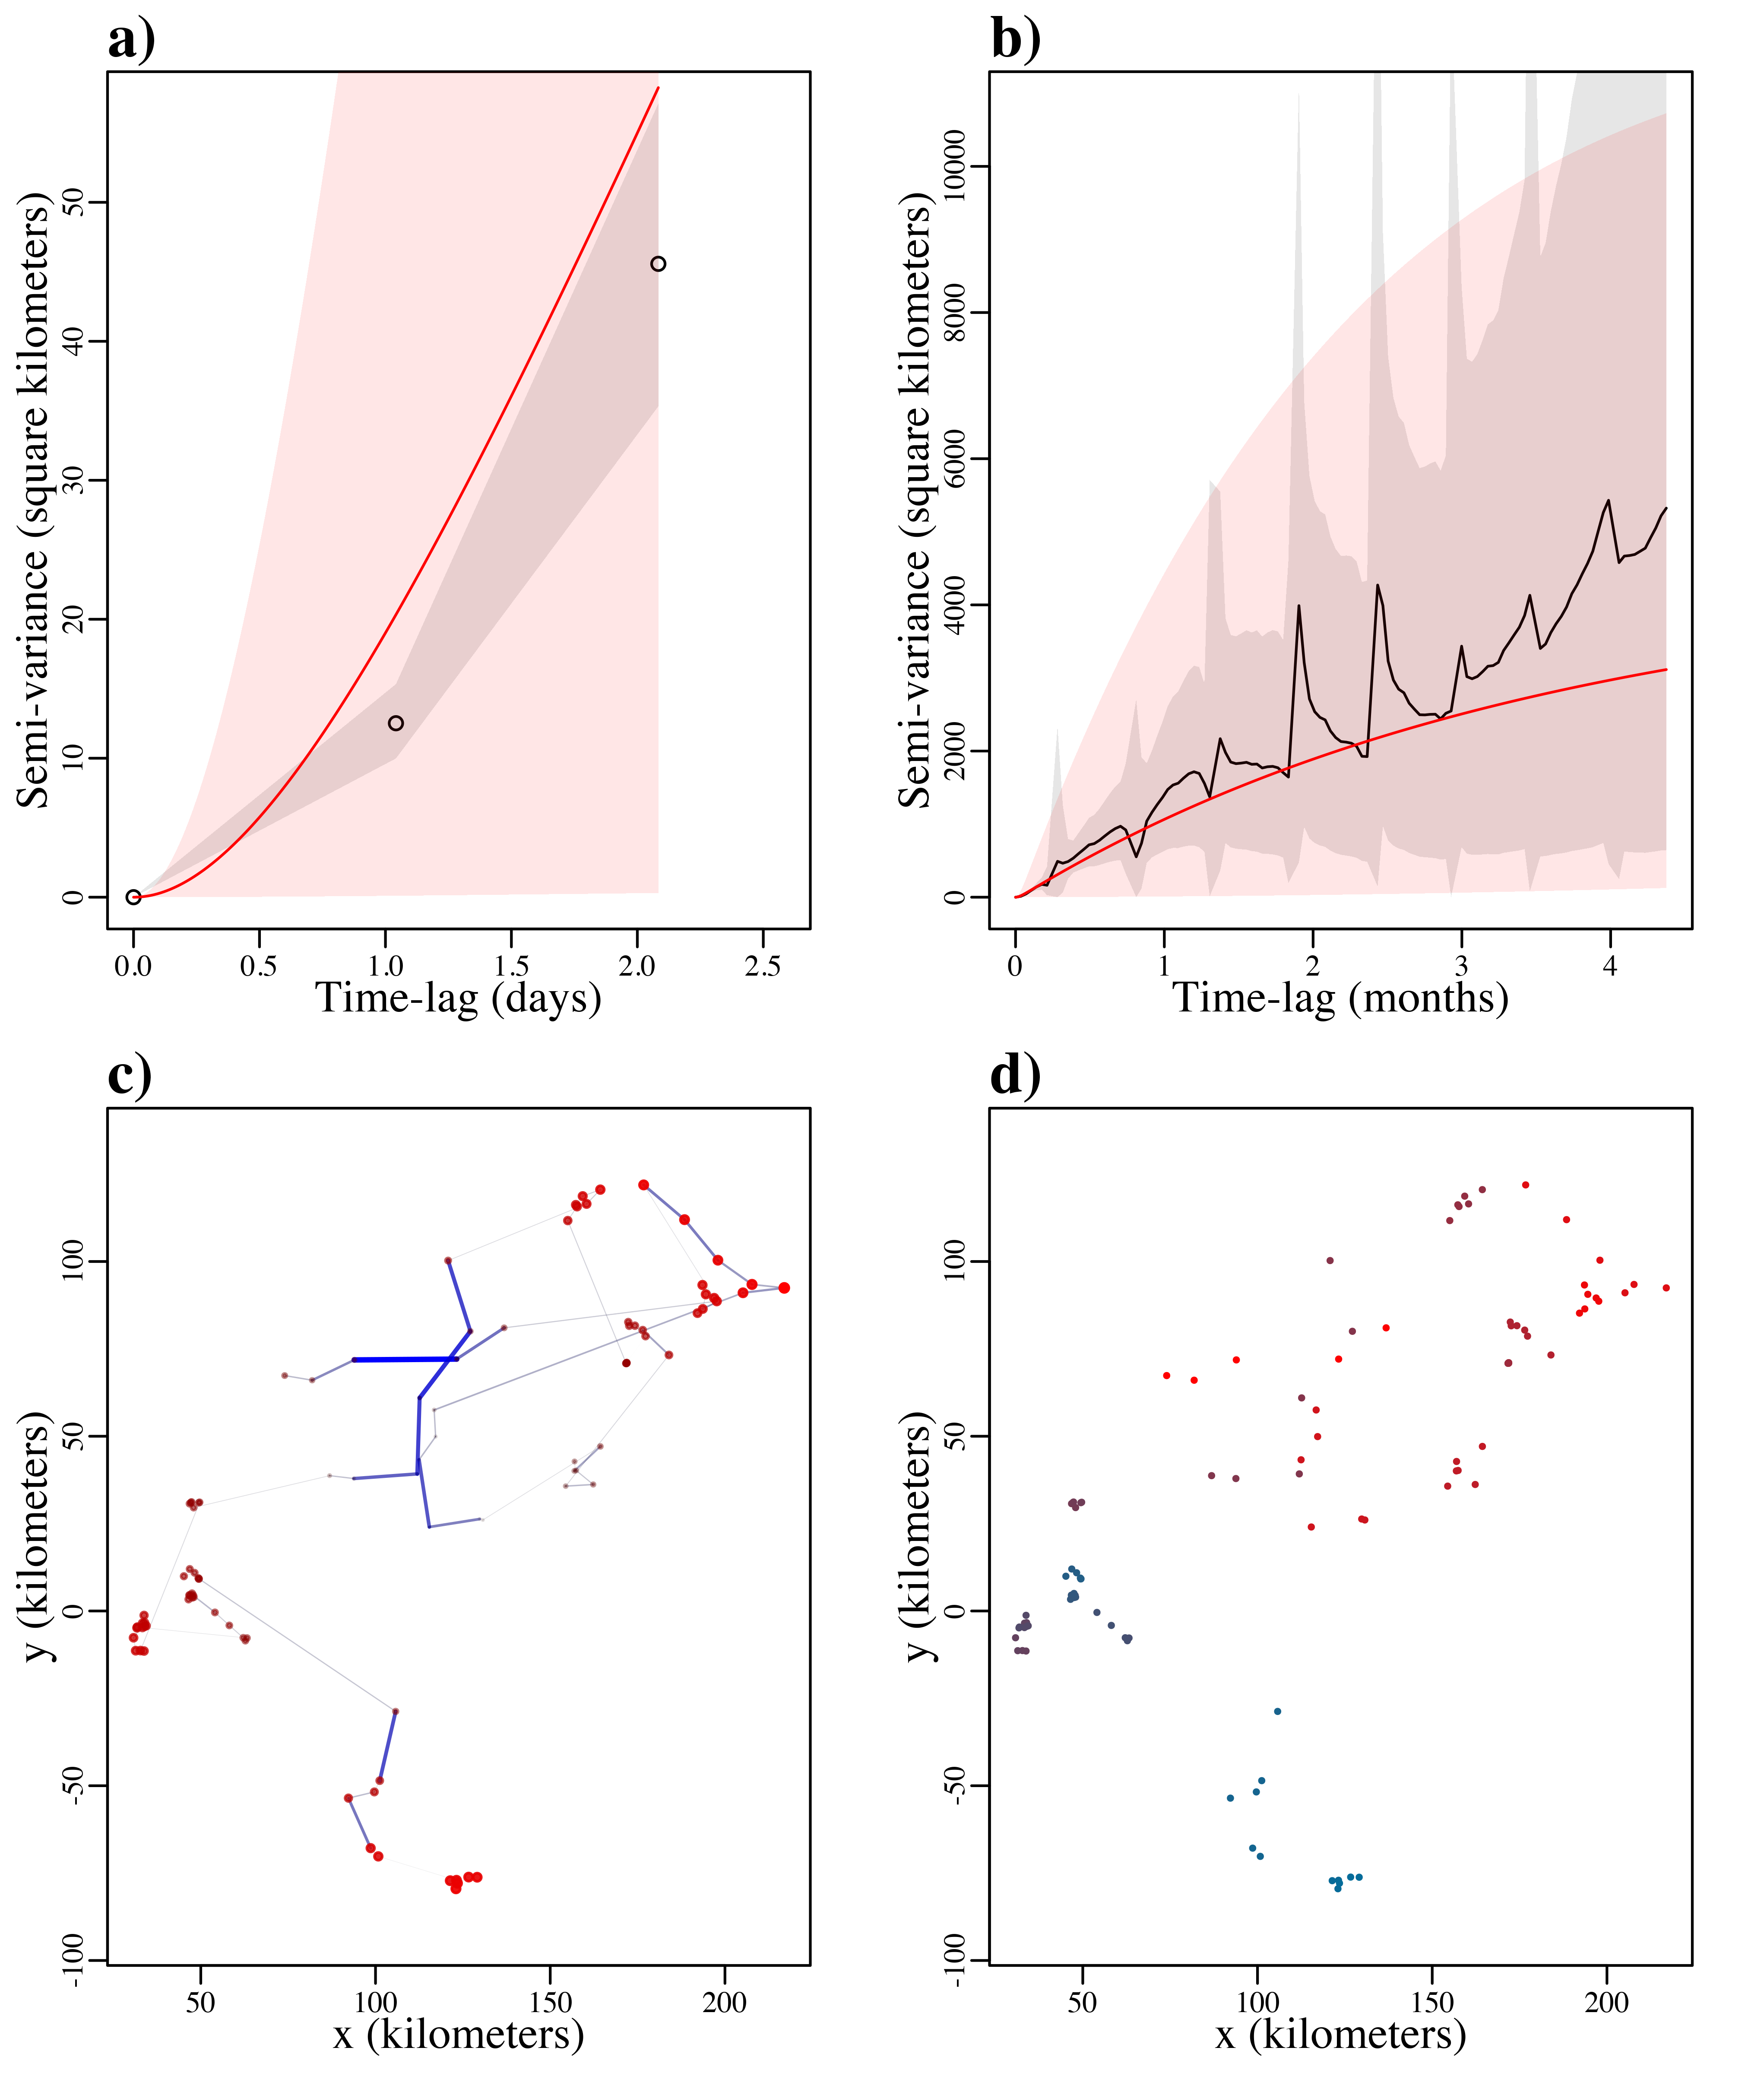 a)
Semi-variance (square kilometers)
0 10 20 30 40 50
0.0 0.5 1.0 1.5 2.0 2.5
Time-lag (days)
b)
Semi-variance (square kilometers)
0 2000 4000 6000 8000 10000
0 1 2 3 4
Time-lag (months)
c)
y (kilometers)
-100 -50 0 50 100
50 100 150 200
x (kilometers)
d)
y (kilometers)
-100 -50 0 50 100
50 100 150 200
x (kilometers)